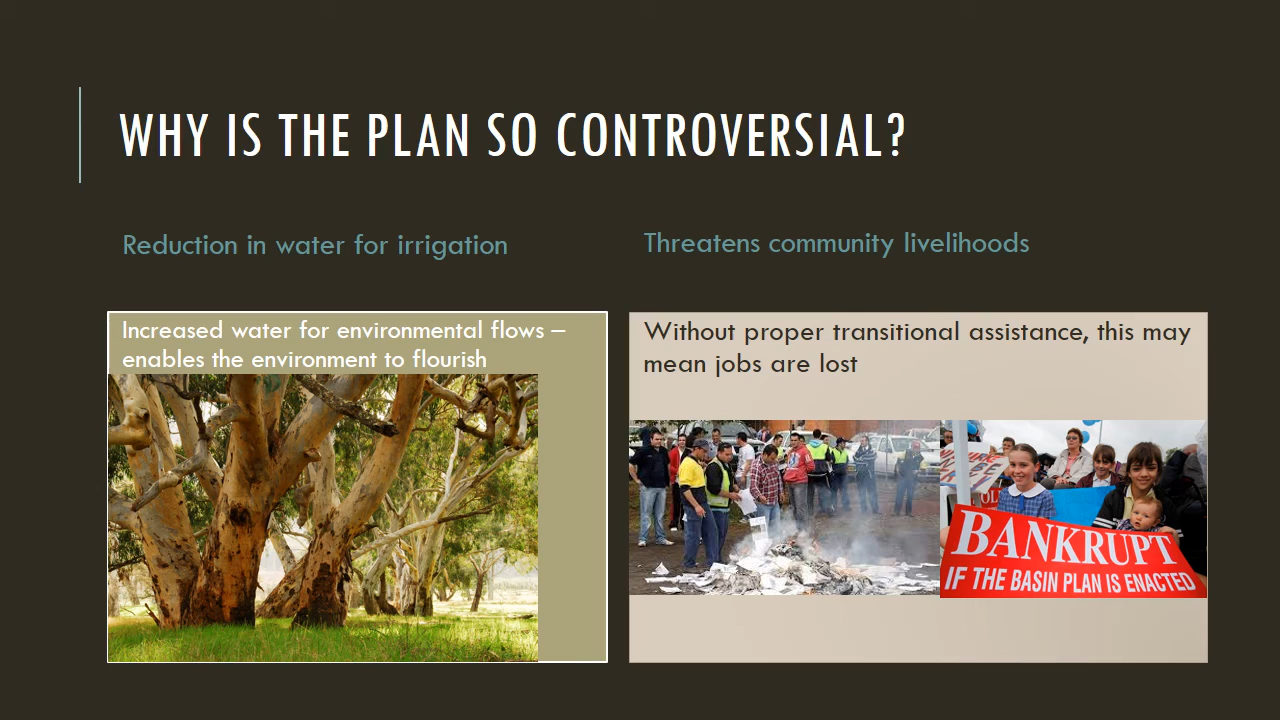 WHY IS THE PLAN SO CONTROVERSIAL?
Reduction in water for irrigation
Threatens community livelihoods
Increased water for environmental flows –
enables the environment to flourish
Without proper transitional assistance, this may
mean jobs are lost
BANKRUPT
IF THE BASIN PLAN IS ENACTED